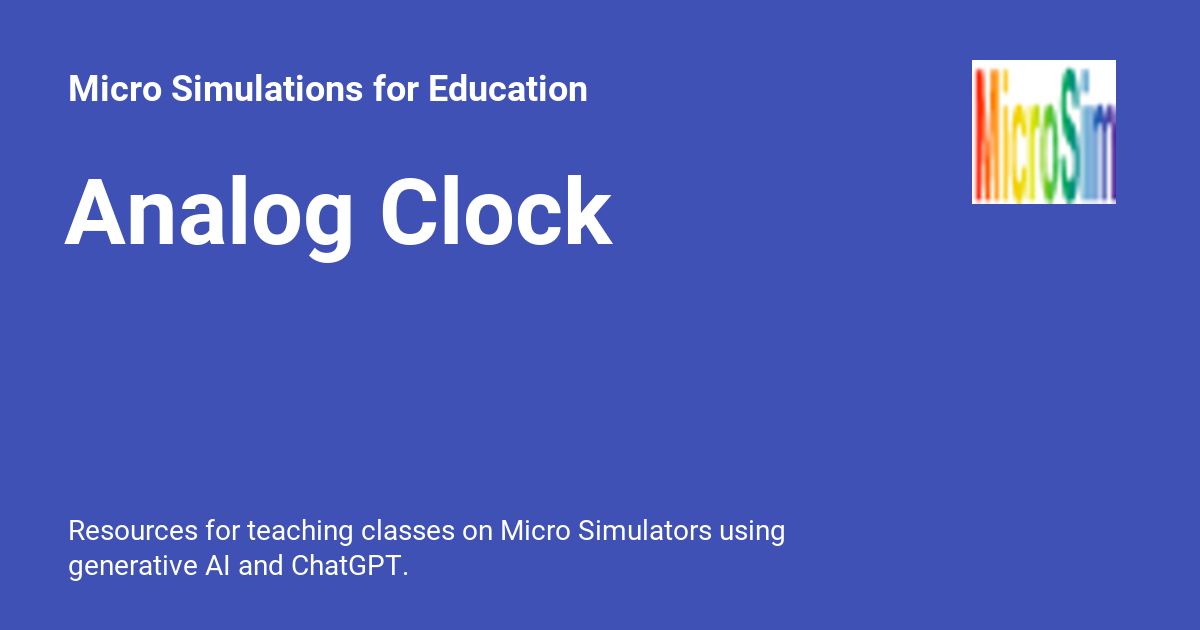 Micro Simulations for Education
MicroSim
Analog Clock
Resources for teaching classes on Micro Simulators using
generative AI and ChatGPT.